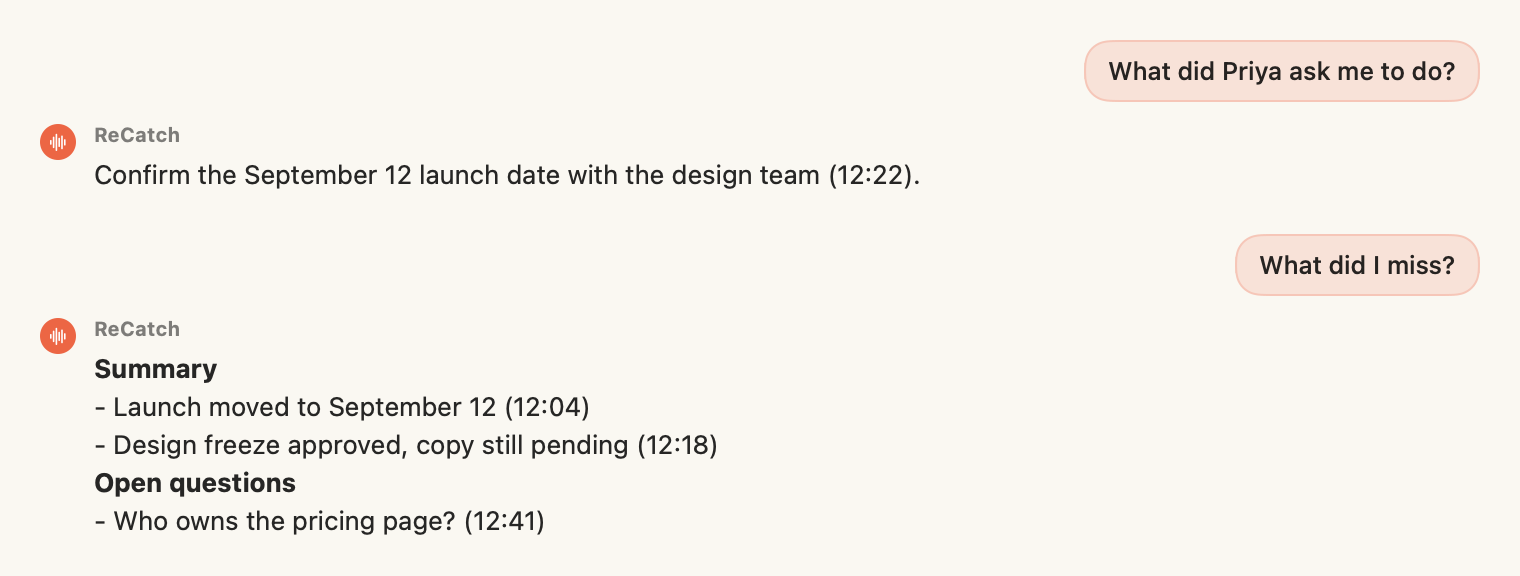 What did Priya ask me to do?
ReCatch
Confirm the September 12 launch date with the design team (12:22).
What did I miss?
ReCatch
Summary
- Launch moved to September 12 (12:04)
- Design freeze approved, copy still pending (12:18)
Open questions
- Who owns the pricing page? (12:41)